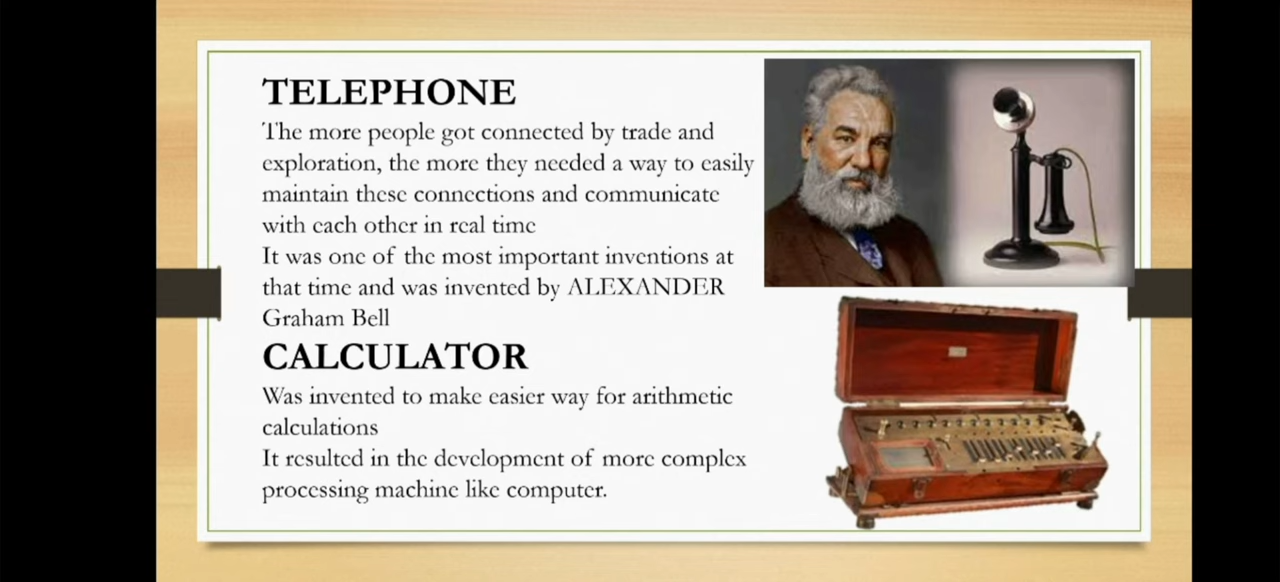 TELEPHONE
The more people got connected by trade and
exploration, the more they needed a way to easily
maintain these connections and communicate
with each other in real time
It was one of the most important inventions at
that time and was invented by ALEXANDER
Graham Bell
CALCULATOR
Was invented to make easier way for arithmetic
calculations
It resulted in the development of more complex
processing machine like computer.